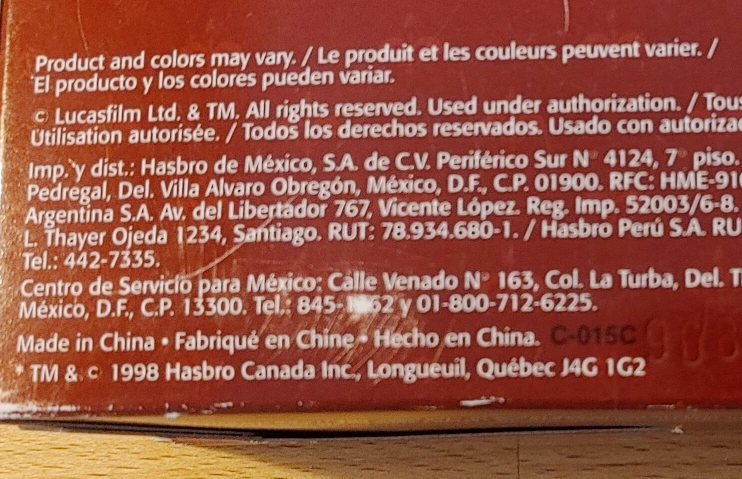 Product and colors may vary. / Le produit et les couleurs peuvent varier. /
El producto y los colores pueden variar.
© Lucasfilm Ltd. & TM. All rights reserved. Used under authorization. / Tous
Utilisation autorisée. / Todos los derechos reservados. Usado con autoriza
Imp. y dist.: Hasbro de México, S.A. de C.V. Periférico Sur N° 4124, 7° piso.
Pedregal, Del. Villa Alvaro Obregón, México, D.F., C.P. 01900. RFC: HME-91
Argentina S.A. Av. del Libertador 767, Vicente López. Reg. Imp. 52003/6-8.
L. Thayer Ojeda 1234, Santiago. RUT: 78.934.680-1. / Hasbro Perú S.A. RU
Tel.: 442-7335.
Centro de Servicio para México: Calle Venado N° 163, Col. La Turba, Del. T
México, D.F., C.P. 13300. Tel.: y 01-800-712-6225.
Made in China • Fabriqué en Chine • Hecho en China. C-015C
* TM & © 1998 Hasbro Canada Inc., Longueuil, Québec J4G 1G2